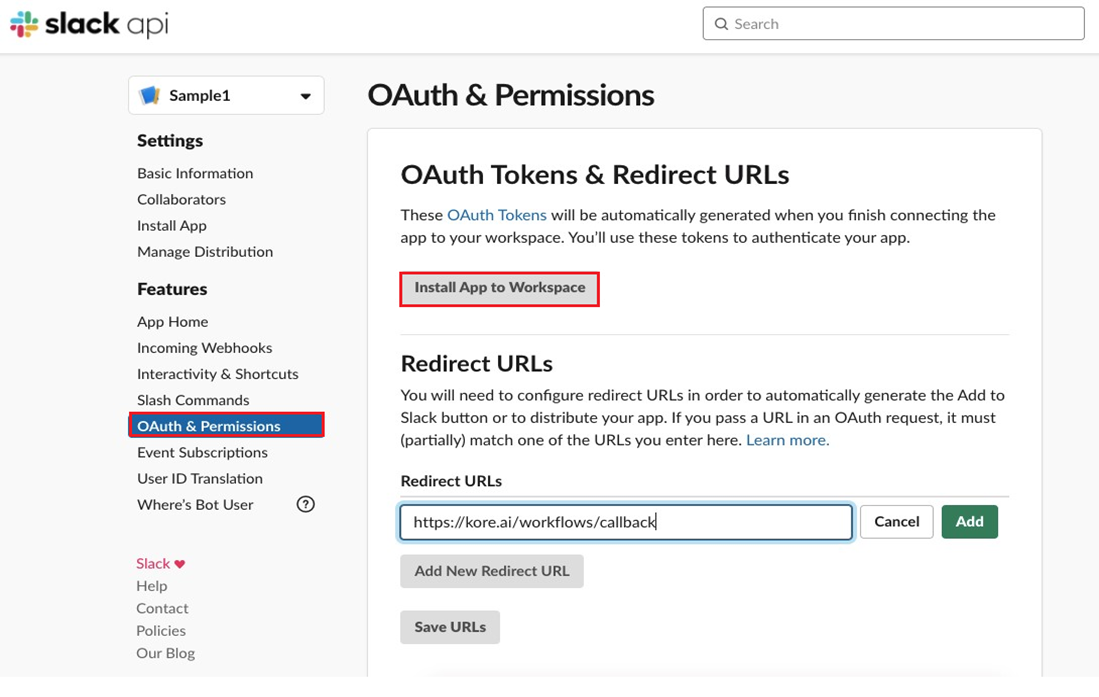 slack api
Search
Sample1
Settings
Basic Information
Collaborators
Install App
Manage Distribution
Features
App Home
Incoming Webhooks
Interactivity & Shortcuts
Slash Commands
OAuth & Permissions
Event Subscriptions
User ID Translation
Where's Bot User
?
Slack
Help
Contact
Policies
Our Blog
OAuth & Permissions
OAuth Tokens & Redirect URLs
These OAuth Tokens will be automatically generated when you finish connecting the
app to your workspace. You'll use these tokens to authenticate your app.
Install App to Workspace
Redirect URLs
You will need to configure redirect URLs in order to automatically generate the Add to
Slack button or to distribute your app. If you pass a URL in an OAuth request, it must
(partially) match one of the URLs you enter here. Learn more.
Redirect URLs
https://kore.ai/workflows/callback
Cancel
Add
Add New Redirect URL
Save URLs